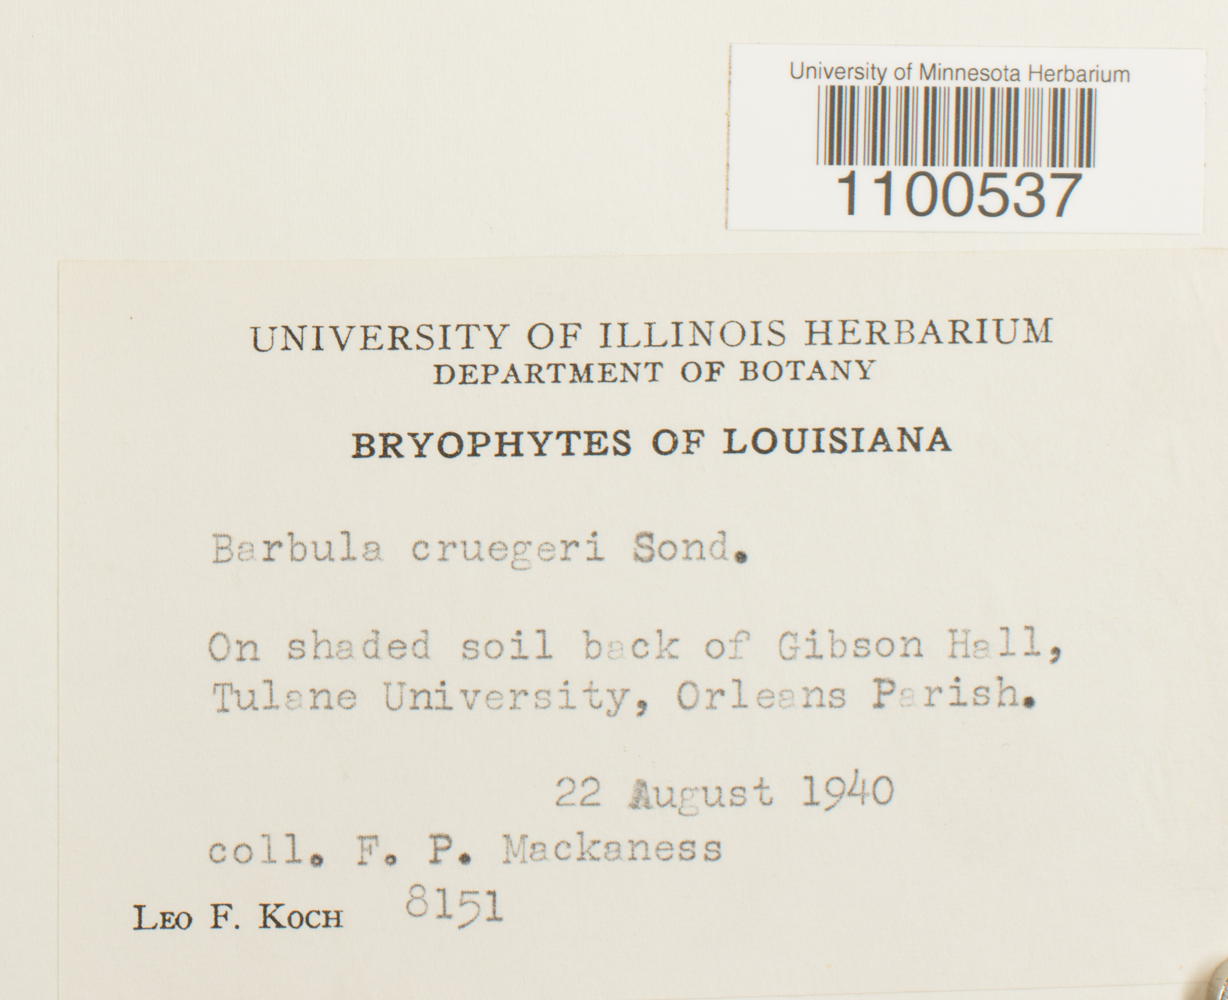 University of Minnesota Herbarium
1100537
UNIVERSITY OF ILLINOIS HERBARIUM
DEPARTMENT OF BOTANY
BRYOPHYTES OF LOUISIANA
Barbula cruegeri Sond.
On shaded soil back of Gibson Hall,
Tulane University, Orleans Parish.
22 August 1940
coll. F. P. Mackaness
LEO F. KOCH 8151